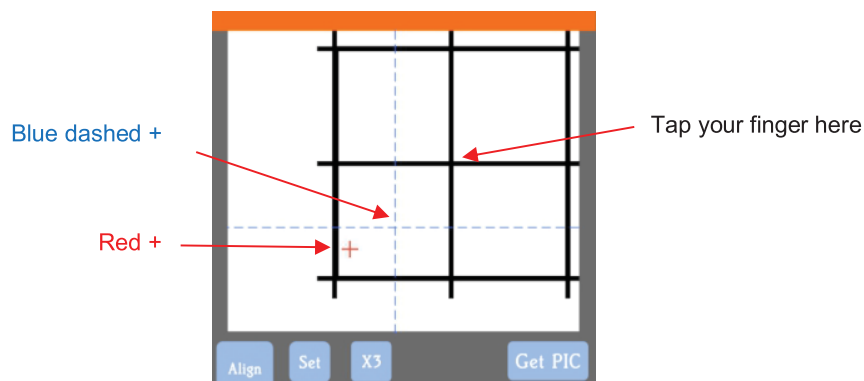 Blue dashed +
Tap your finger here
Red +
Align
Set
X3
Get PIC